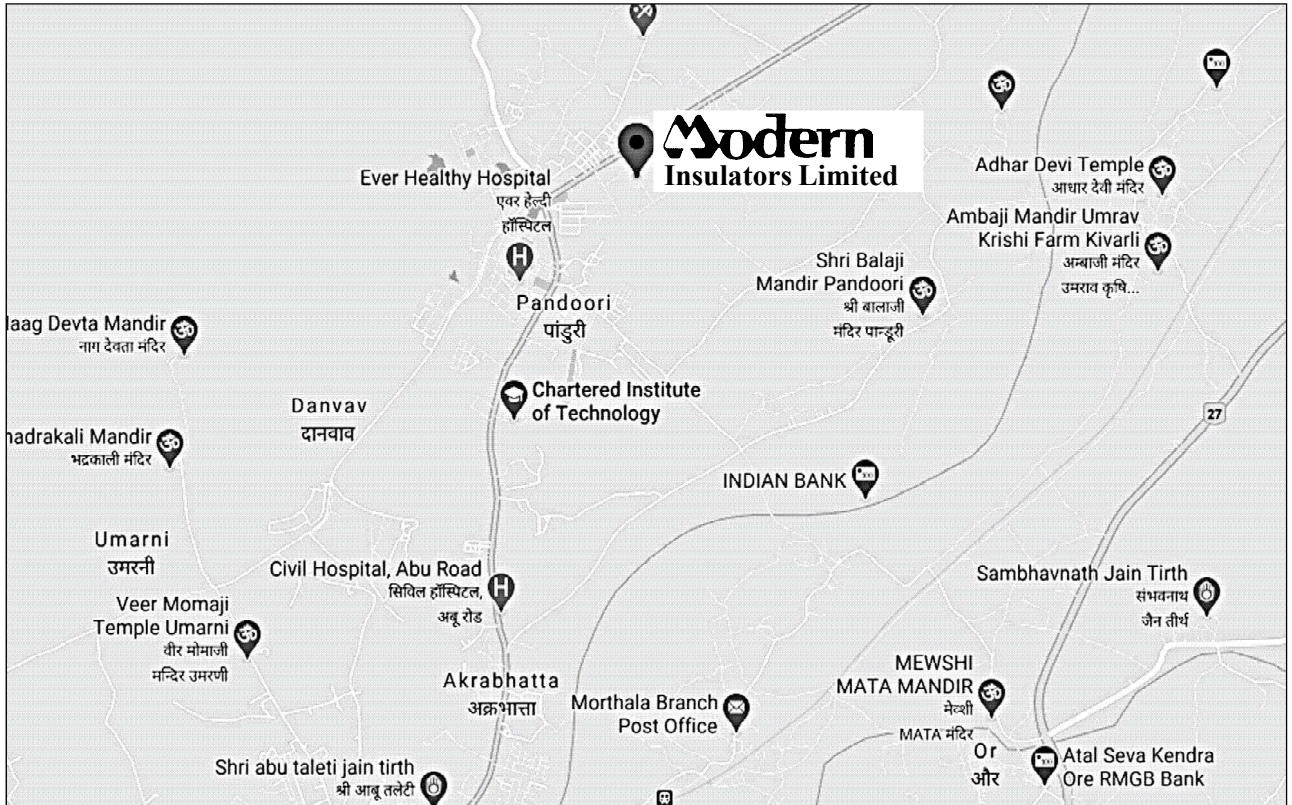 Modern
Insulators Limited
Ever Healthy Hospital
एवर हेल्दी
हॉस्पिटल
Adhar Devi Temple
आधार देवी मंदिर
Ambaji Mandir Umrav
Krishi Farm Kivarli
अम्बाजी मंदिर
उमराव कृषि...
Shri Balaji
Mandir Pandoori
श्री बालाजी
मंदिर पान्डूरी
Pandoori
पांडुरी
Naag Devta Mandir
नाग देवता मंदिर
Chartered Institute
of Technology
Danvav
दानवाव
27
hadrakali Mandir
भद्रकाली मंदिर
INDIAN BANK
Umarni
उमरनी
Civil Hospital, Abu Road
सिविल हॉस्पिटल,
अबू रोड
Sambhavnath Jain Tirth
संभवनाथ
जैन तीर्थ
Veer Momaji
Temple Umarni
वीर मोमाजी
मन्दिर उमरणी
Akrabhatta
अक्रभात्ता
MEWSHI
MATA MANDIR
मेव्शी
MATA मंदिर
Morthala Branch
Post Office
Or
और
Atal Seva Kendra
Ore RMGB Bank
Shri abu taleti jain tirth
श्री आबू तलेटी